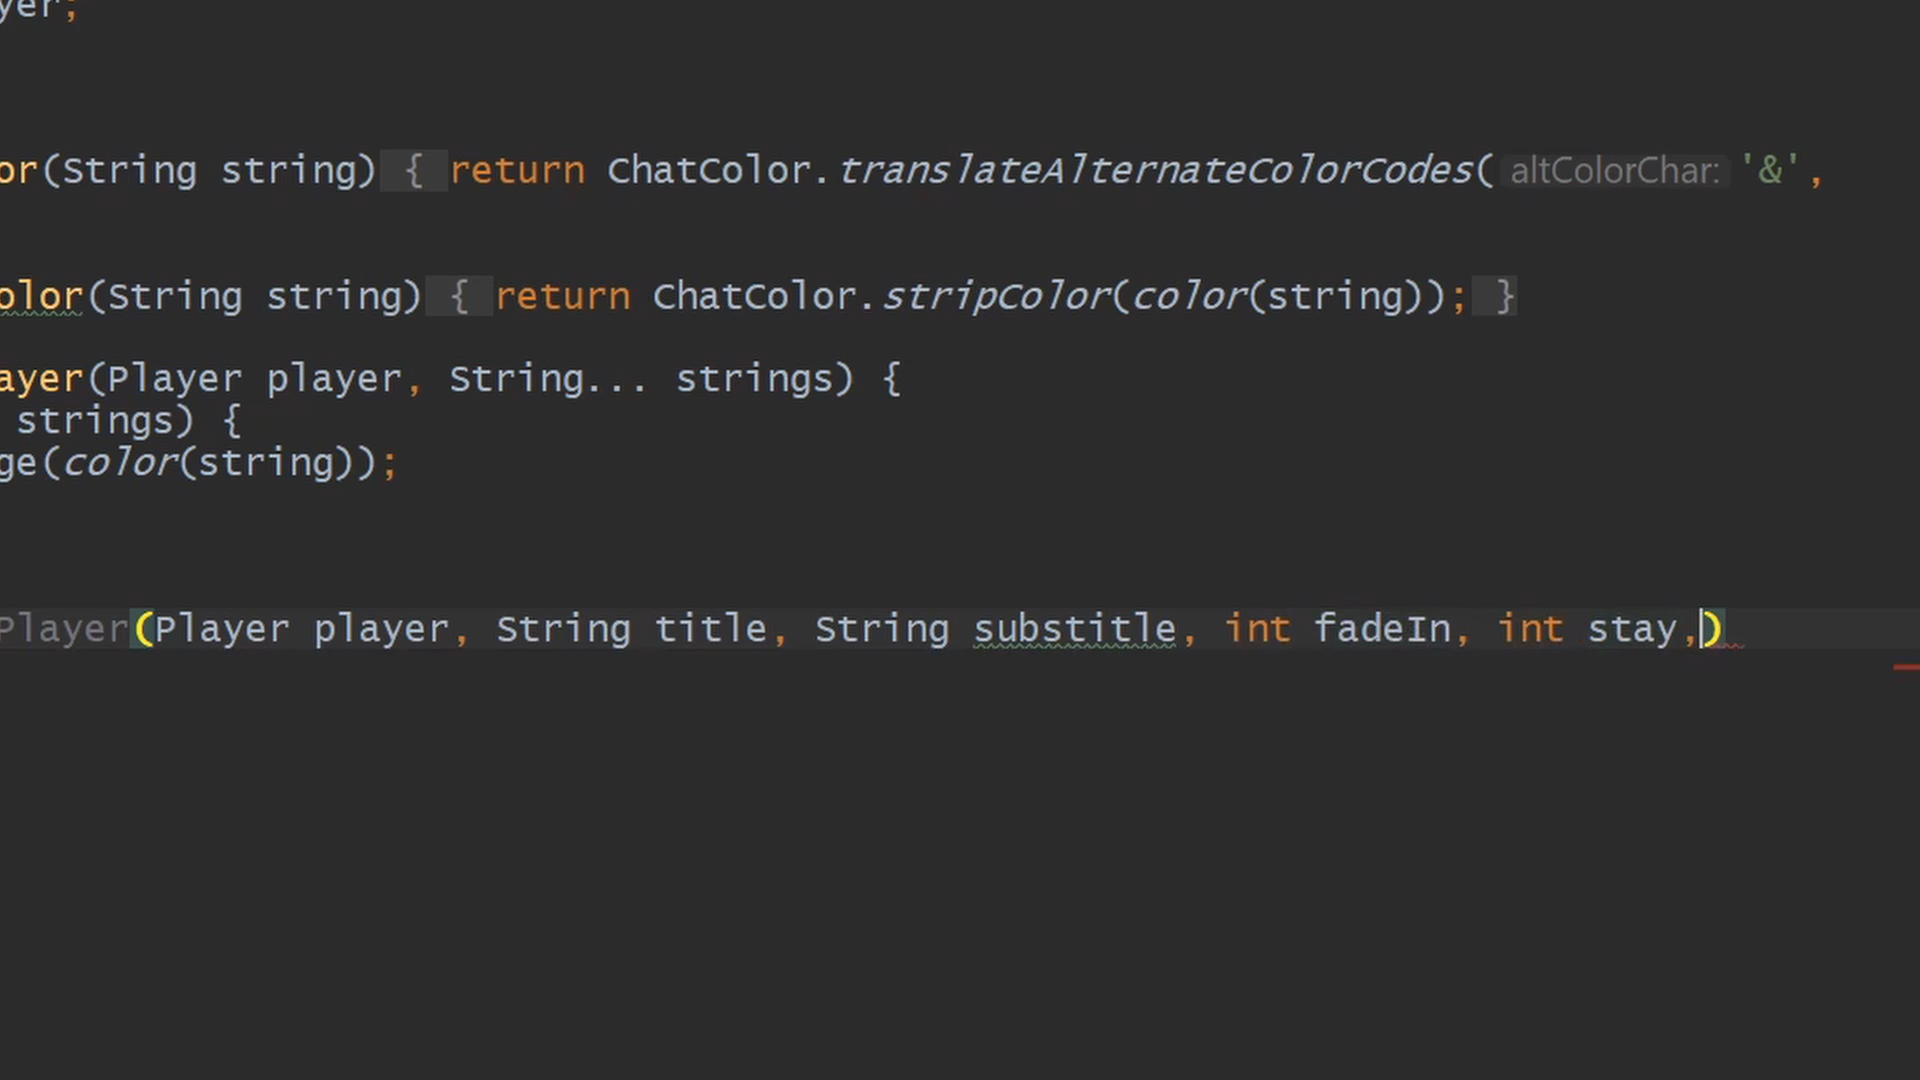 yer;
or(String string) { return ChatColor.translateAlternateColorCodes( altColorChar: '&',
olor(String string) { return ChatColor.stripColor(color(string)); }
ayer(Player player, String... strings) {
strings) {
ge(color(string));
Player(Player player, String title, String substitle, int fadeIn, int stay,)